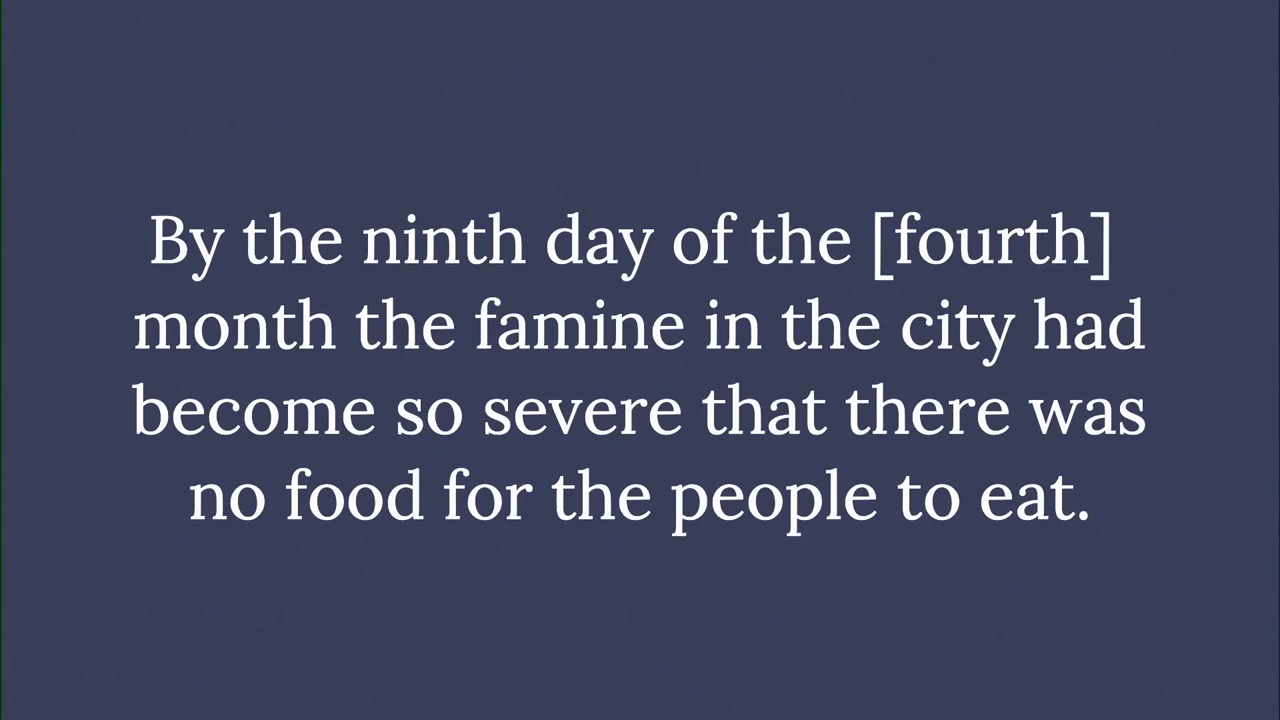 By the ninth day of the [fourth]
month the famine in the city had
become so severe that there was
no food for the people to eat.